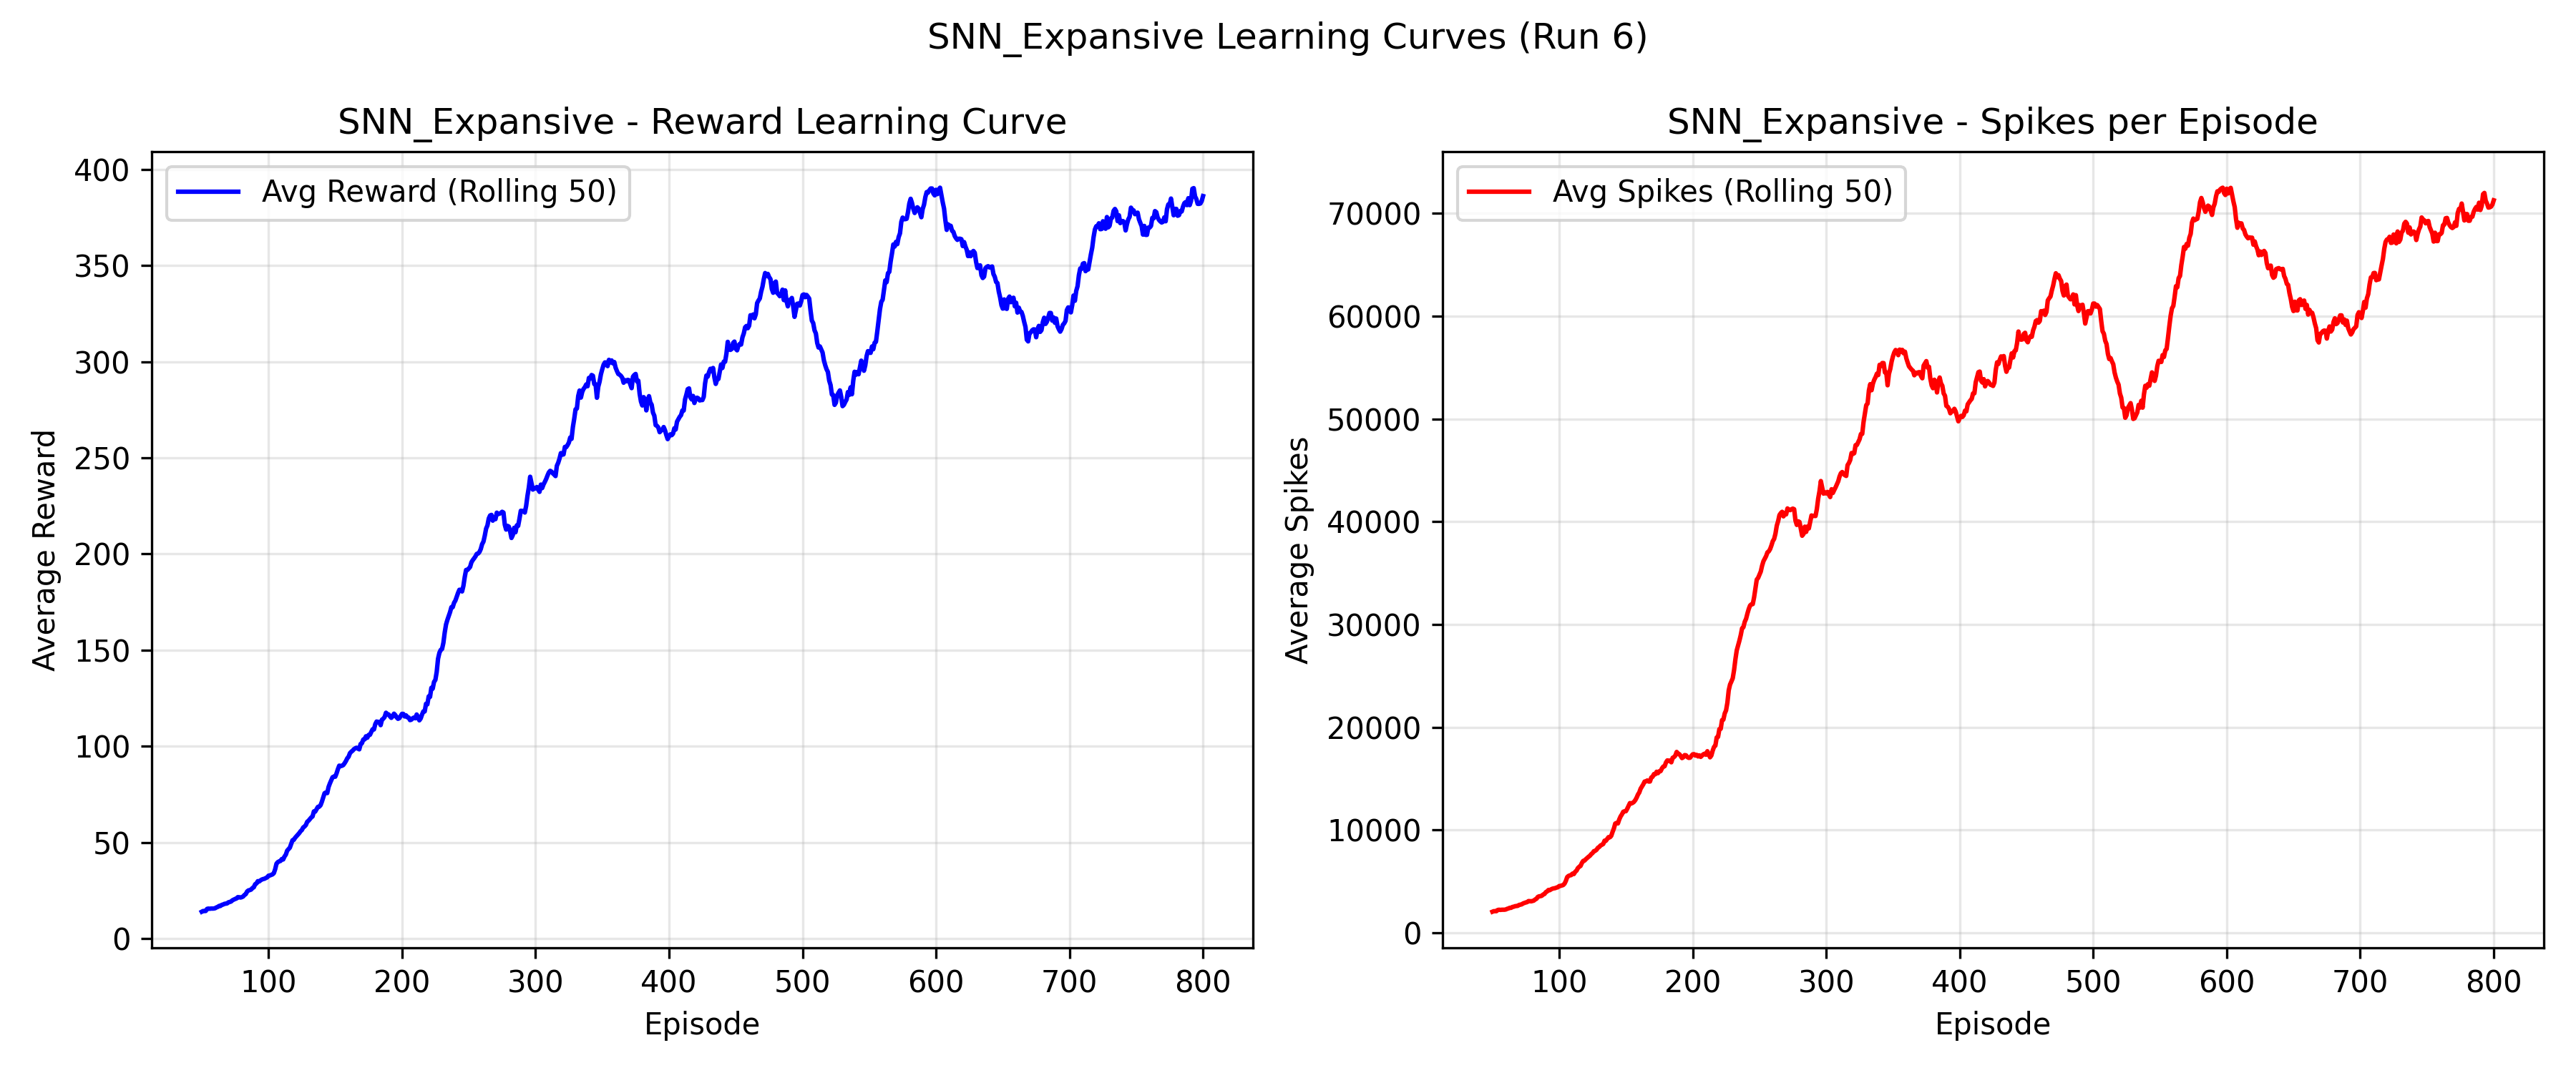 SNN_Expansive Learning Curves (Run 6)
SNN_Expansive - Reward Learning Curve
Avg Reward (Rolling 50)
Average Reward
400
350
300
250
200
150
100
50
0
100 200 300 400 500 600 700 800
Episode
SNN_Expansive - Spikes per Episode
Avg Spikes (Rolling 50)
Average Spikes
70000
60000
50000
40000
30000
20000
10000
0
100 200 300 400 500 600 700 800
Episode